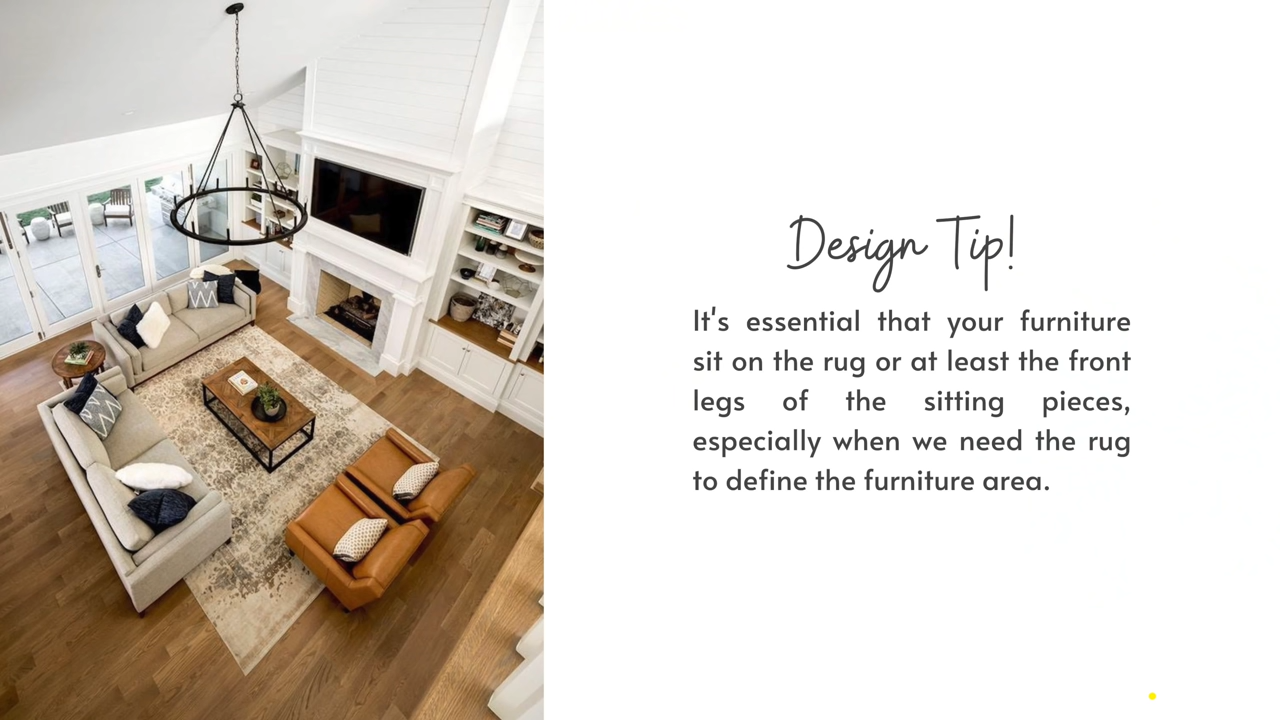 Design Tip!
It's essential that your furniture
sit on the rug or at least the front
legs of the sitting pieces,
especially when we need the rug
to define the furniture area.